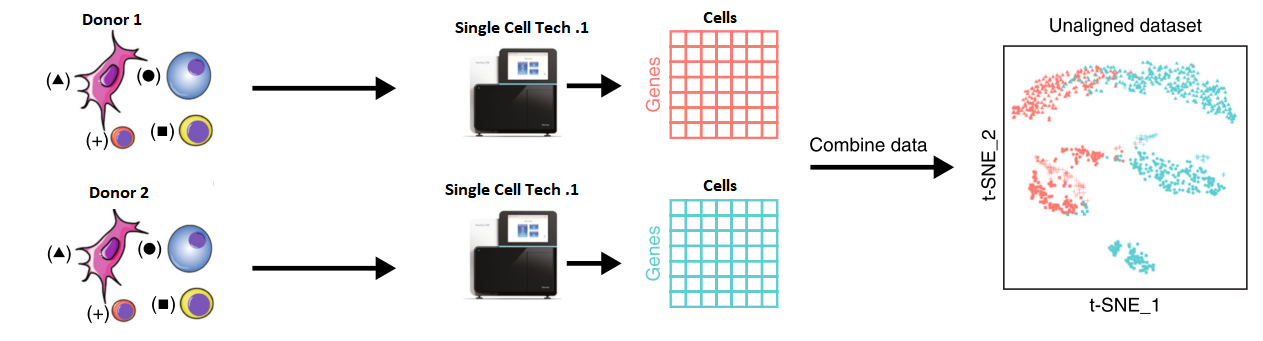 Donor 1
(▲)
(●)
(+)
(■)
Single Cell Tech .1
Cells
Genes
Donor 2
(▲)
(●)
(+)
(■)
Single Cell Tech .1
Cells
Genes
Combine data
Unaligned dataset
t-SNE_2
t-SNE_1